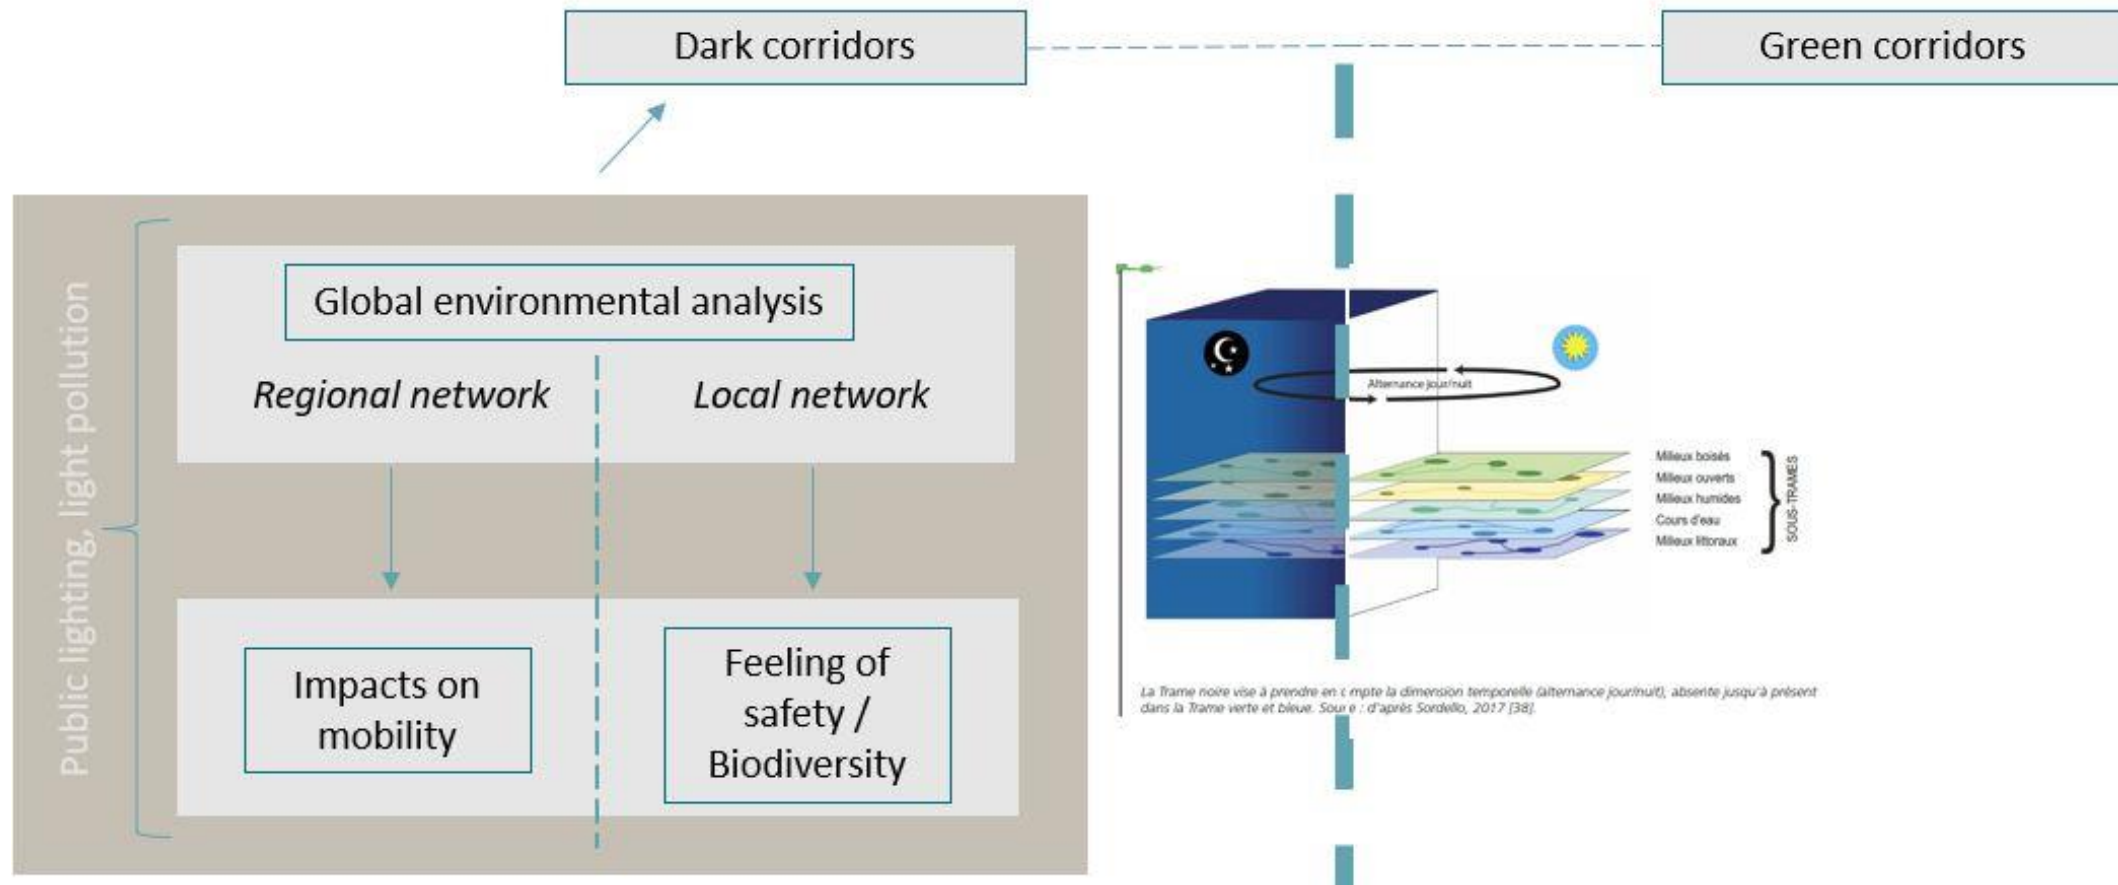 Dark corridors
Green corridors
Public lighting, light pollution
Global environmental analysis
Regional network
Local network
Impacts on
mobility
Feeling of
safety /
Biodiversity
Alternance jour/nuit
Milieux boisés
Milieux ouverts
Milieux humides
Cours d'eau
Milieux littoraux
SOUS-TRAMES
La Trame noire vise à prendre en c mpte la dimension temporelle (alternance jour/nuit), absente jusqu'à présent
dans la Trame verte et bleue. Sour e : d'après Sordello, 2017 [38].